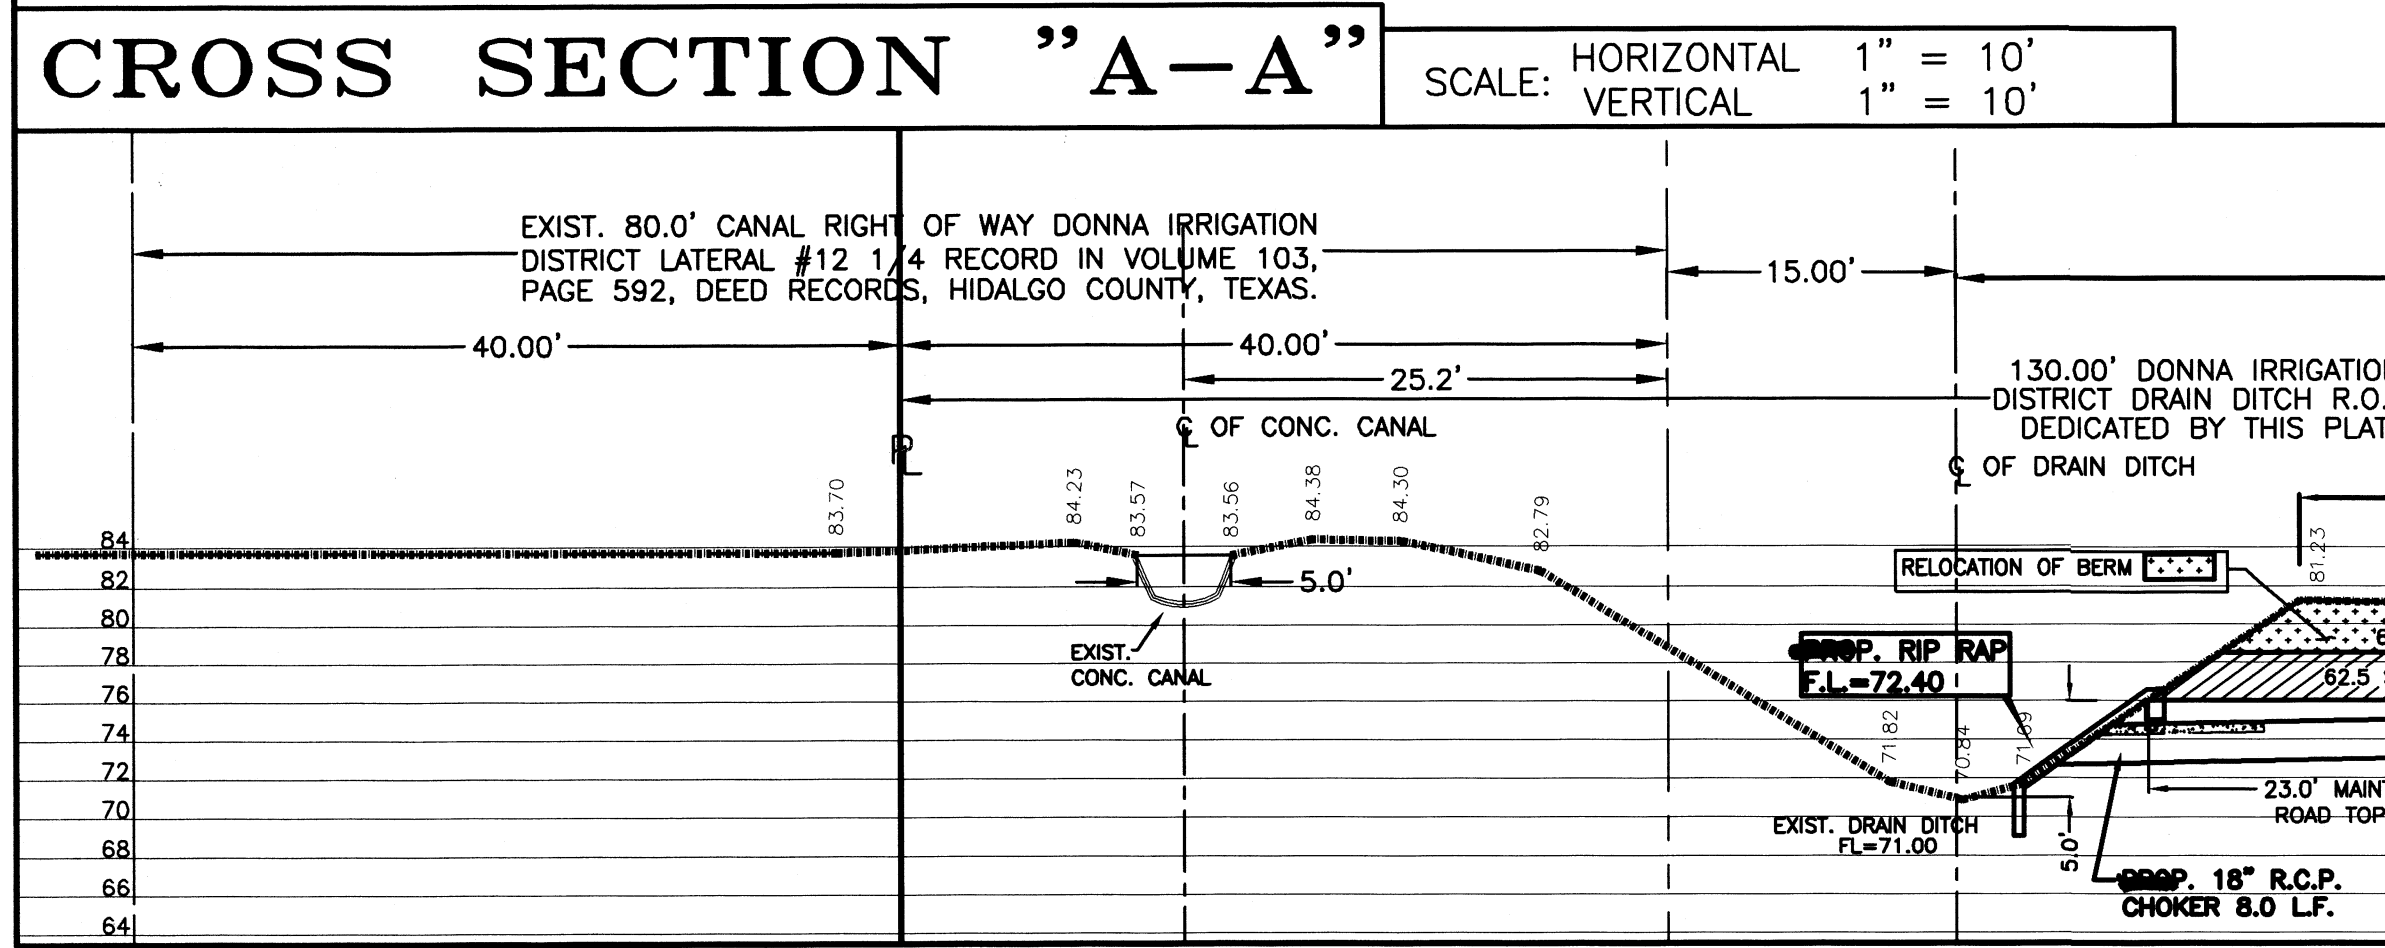 CROSS SECTION "A-A"
SCALE: HORIZONTAL 1" = 10'
VERTICAL 1" = 10'
EXIST. 80.0' CANAL RIGHT OF WAY DONNA IRRIGATION
DISTRICT LATERAL #12 1/4 RECORD IN VOLUME 103,
PAGE 592, DEED RECORDS, HIDALGO COUNTY, TEXAS.
15.00'
40.00'
40.00'
25.2'
130.00' DONNA IRRIGATIO
DISTRICT DRAIN DITCH R.O.
DEDICATED BY THIS PLAT
℄ OF CONC. CANAL
PL
℄ OF DRAIN DITCH
83.70
84.23
83.57
83.56
84.38
84.30
82.79
81.23
84
82
80
78
76
74
72
70
68
66
64
5.0'
RELOCATION OF BERM
EXIST.
CONC. CANAL
PROP. RIP RAP
F.L.=72.40
6
62.5
71.82
70.84
71.69
23.0' MAIN
ROAD TOP
EXIST. DRAIN DITCH
FL=71.00
5.0'
PROP. 18" R.C.P.
CHOKER 8.0 L.F.